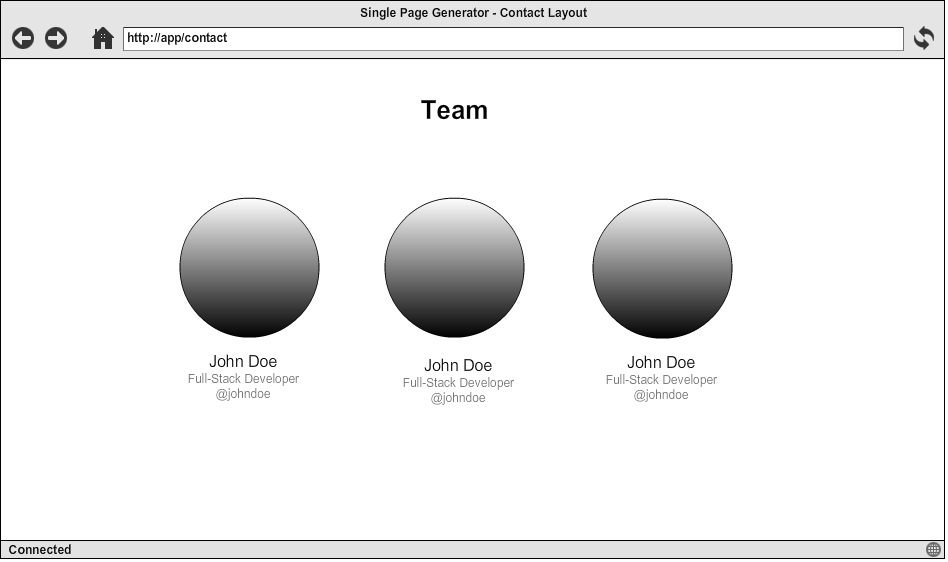 Single Page Generator - Contact Layout
http://app/contact
Team
John Doe
Full-Stack Developer
@johndoe
John Doe
Full-Stack Developer
@johndoe
John Doe
Full-Stack Developer
@johndoe
Connected